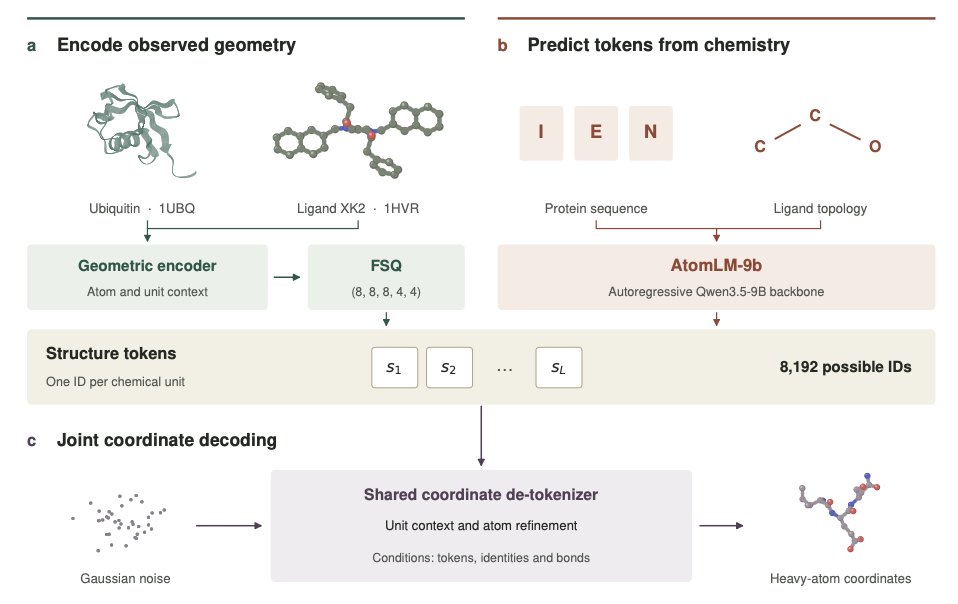 a Encode observed geometry
Ubiquitin · 1UBQ
Ligand XK2 · 1HVR
Geometric encoder
Atom and unit context
FSQ
(8, 8, 8, 4, 4)
b Predict tokens from chemistry
I E N
C C O
Protein sequence
Ligand topology
AtomLM-9b
Autoregressive Qwen3.5-9B backbone
Structure tokens
One ID per chemical unit
s1 s2 … sL
8,192 possible IDs
c Joint coordinate decoding
Gaussian noise
Shared coordinate de-tokenizer
Unit context and atom refinement
Conditions: tokens, identities and bonds
Heavy-atom coordinates